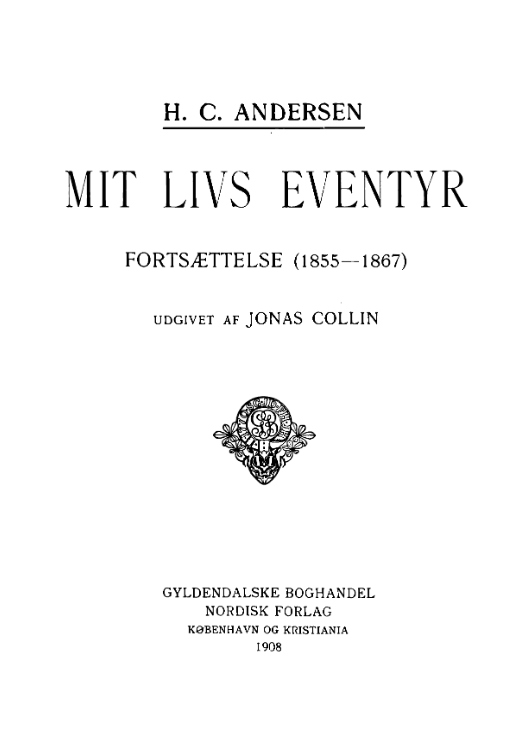 H. C. ANDERSEN
MIT LIVS EVENTYR
FORTSÆTTELSE (1855—1867)
UDGIVET AF JONAS COLLIN
GYLDENDALSKE BOGHANDEL
NORDISK FORLAG
KØBENHAVN OG KRISTIANIA
1908